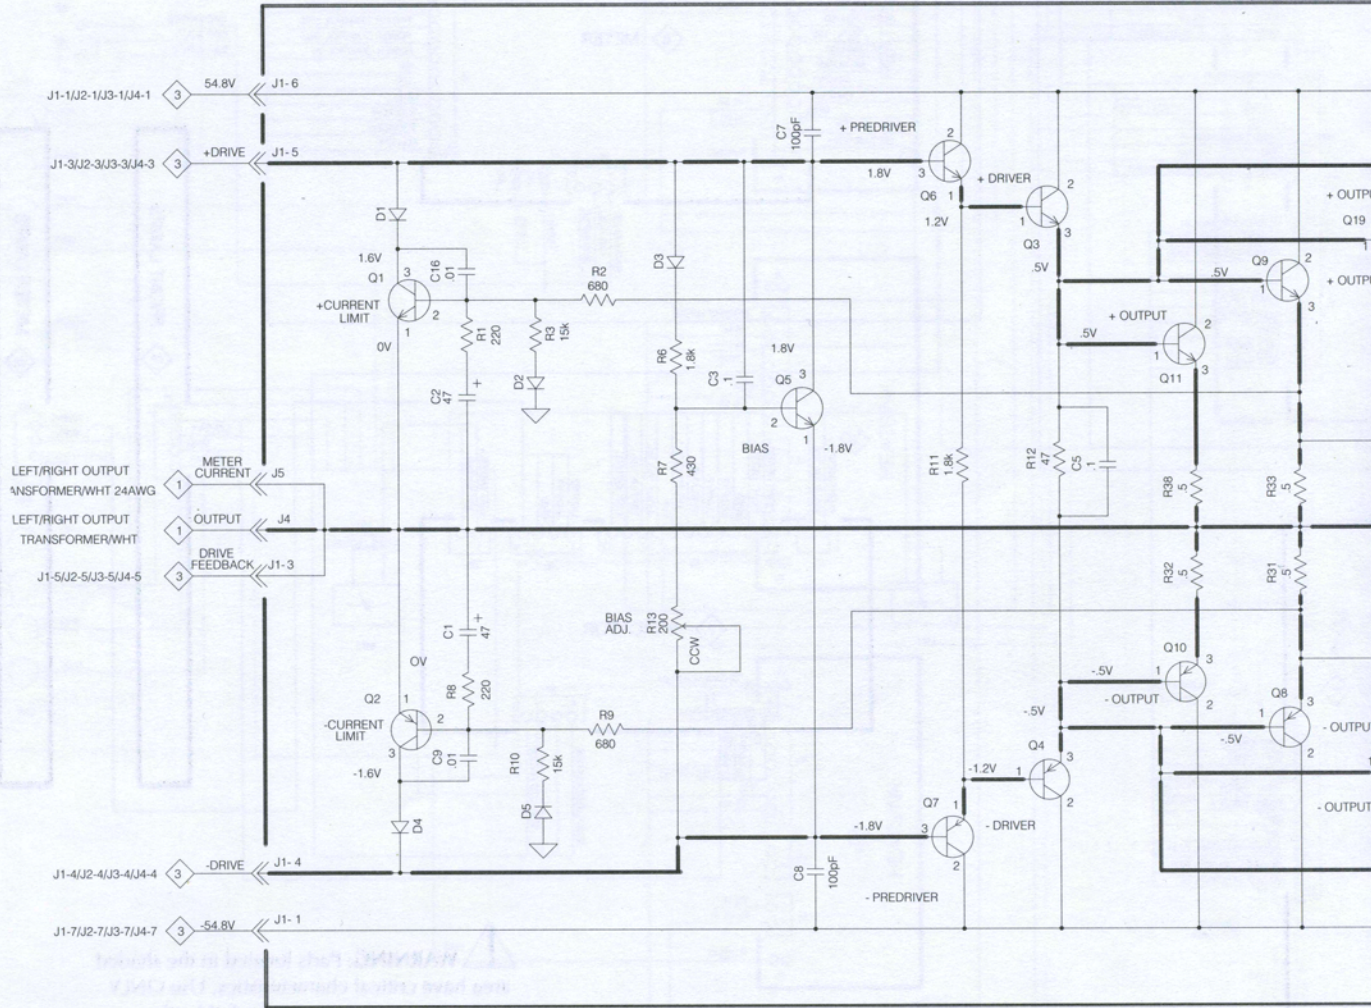 J1-1/J2-1/J3-1/J4-1
3
54.8V
J1-6
J1-3/J2-3/J3-3/J4-3
3
+DRIVE
J1-5
C7
100pF
+ PREDRIVER
2
1.8V
3
Q6
1
1.2V
+ DRIVER
2
1
3
Q3
.5V
+ OUTPU
Q19
1
+ OUTPU
D1
1.6V
Q1
3
C16
.01
+CURRENT
LIMIT
2
1
0V
R1
220
R3
15k
R2
680
D3
D2
C2
47
+
R6
1.8k
C3
.1
1.8V
Q5
3
2
1
BIAS
-1.8V
.5V
Q9
2
1
3
+ OUTPUT
.5V
2
1
3
Q11
LEFT/RIGHT OUTPUT
ANSFORMER/WHT 24AWG
1
METER
CURRENT
J5
LEFT/RIGHT OUTPUT
TRANSFORMER/WHT
1
OUTPUT
J4
J1-5/J2-5/J3-5/J4-5
3
DRIVE
FEEDBACK
J1-3
R7
430
R11
1.8k
R12
47
C5
.1
R38
.5
R33
.5
R32
.5
R31
.5
C1
47
+
BIAS
ADJ.
R13
200
CCW
0V
Q2
1
2
3
R8
220
-CURRENT
LIMIT
-1.6V
C9
.01
R10
15k
R9
680
D5
D4
Q10
3
-.5V
1
2
- OUTPUT
Q8
3
1
2
-.5V
-.5V
- OUTPU
1
- OUTPUT
Q4
3
-1.2V
1
2
Q7
1
-1.8V
3
2
- DRIVER
J1-4/J2-4/J3-4/J4-4
3
-DRIVE
J1-4
C8
100pF
- PREDRIVER
J1-7/J2-7/J3-7/J4-7
3
-54.8V
J1-1